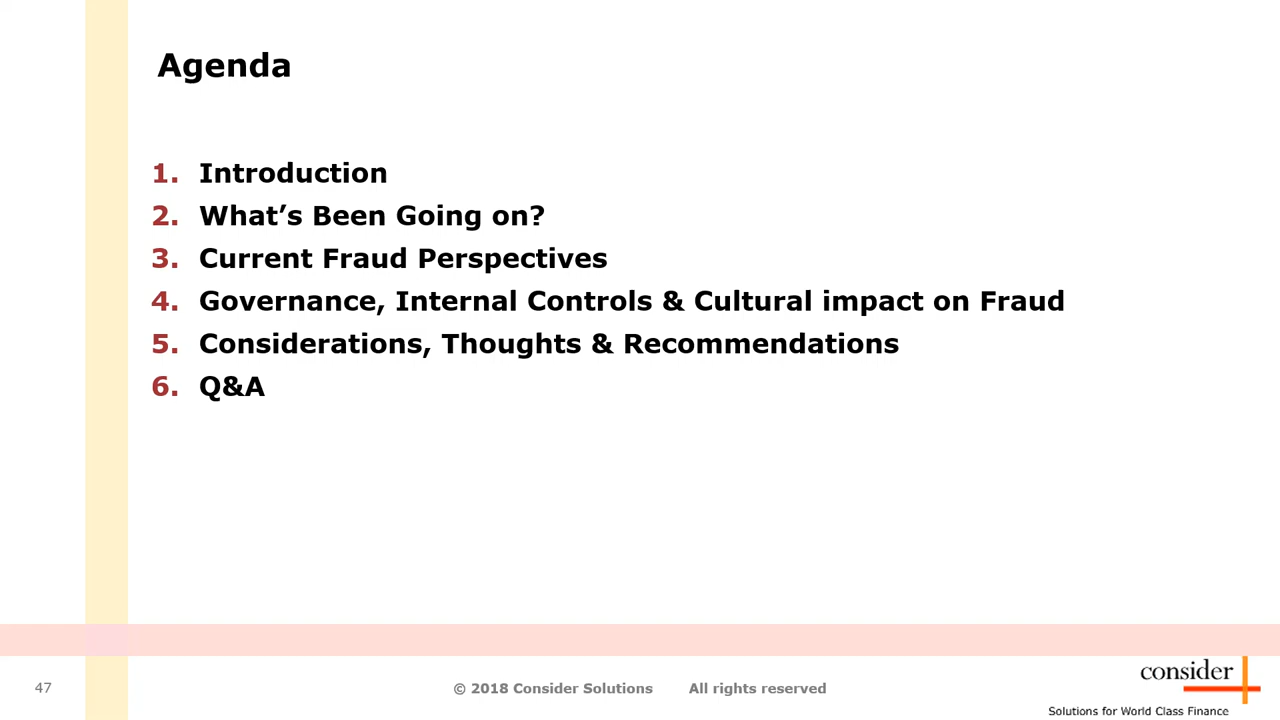 Agenda
1. Introduction
2. What’s Been Going on?
3. Current Fraud Perspectives
4. Governance, Internal Controls & Cultural impact on Fraud
5. Considerations, Thoughts & Recommendations
6. Q&A
47
© 2018 Consider Solutions All rights reserved
consider
Solutions for World Class Finance